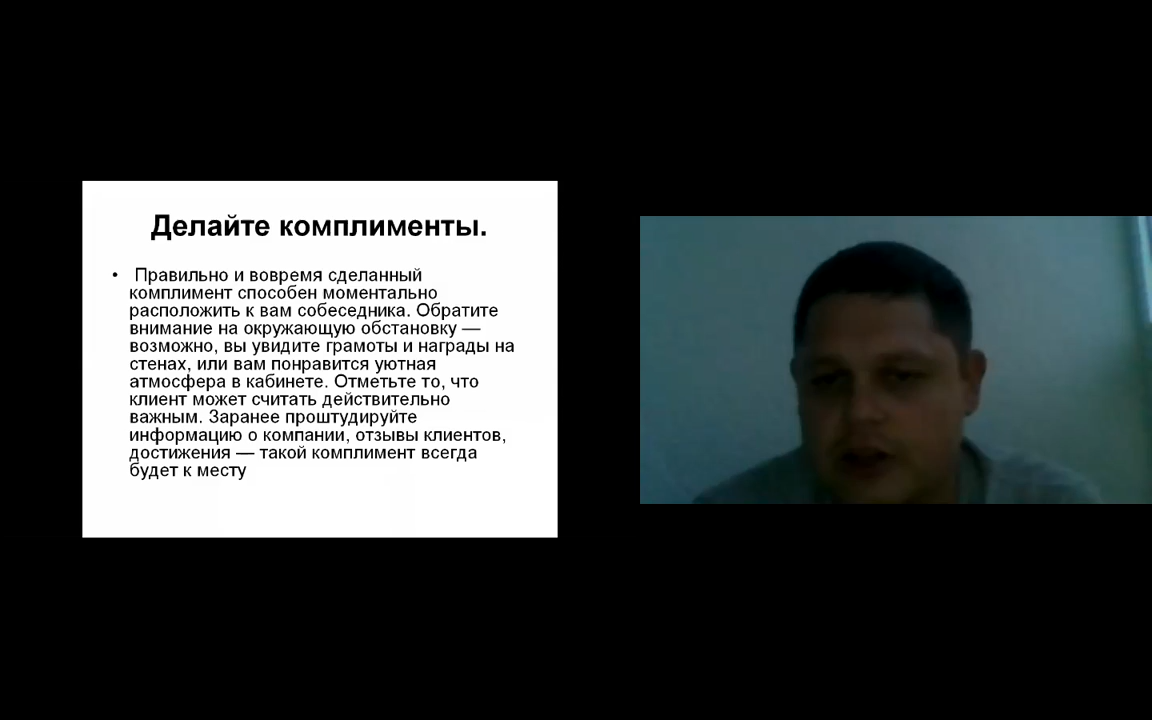 Делайте комплименты.
• Правильно и вовремя сделанный
комплимент способен моментально
расположить к вам собеседника. Обратите
внимание на окружающую обстановку —
возможно, вы увидите грамоты и награды на
стенах, или вам понравится уютная
атмосфера в кабинете. Отметьте то, что
клиент может считать действительно
важным. Заранее проштудируйте
информацию о компании, отзывы клиентов,
достижения — такой комплимент всегда
будет к месту